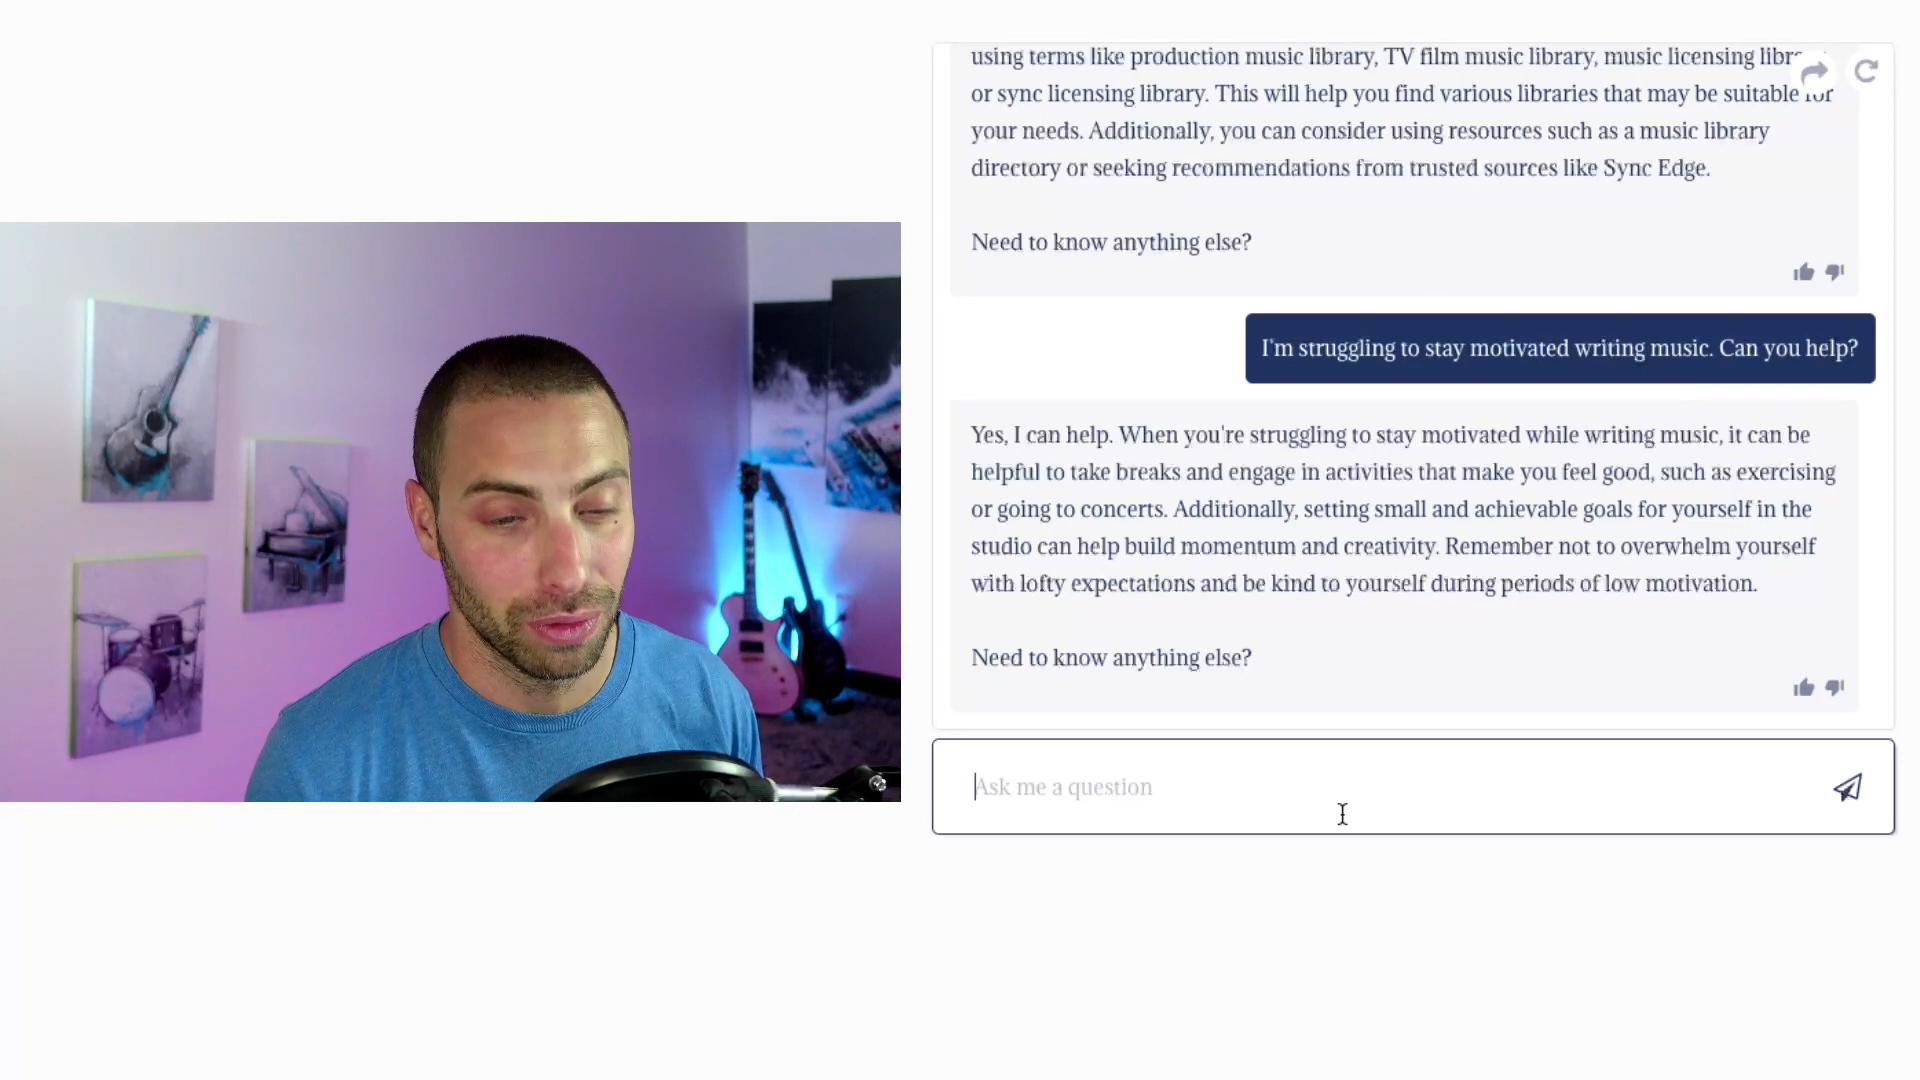 using terms like production music library, TV film music library, music licensing
or sync licensing library. This will help you find various libraries that may be suitable for
your needs. Additionally, you can consider using resources such as a music library
directory or seeking recommendations from trusted sources like Sync Edge.
Need to know anything else?
I'm struggling to stay motivated writing music. Can you help?
Yes, I can help. When you're struggling to stay motivated while writing music, it can be
helpful to take breaks and engage in activities that make you feel good, such as exercising
or going to concerts. Additionally, setting small and achievable goals for yourself in the
studio can help build momentum and creativity. Remember not to overwhelm yourself
with lofty expectations and be kind to yourself during periods of low motivation.
Need to know anything else?
Ask me a question